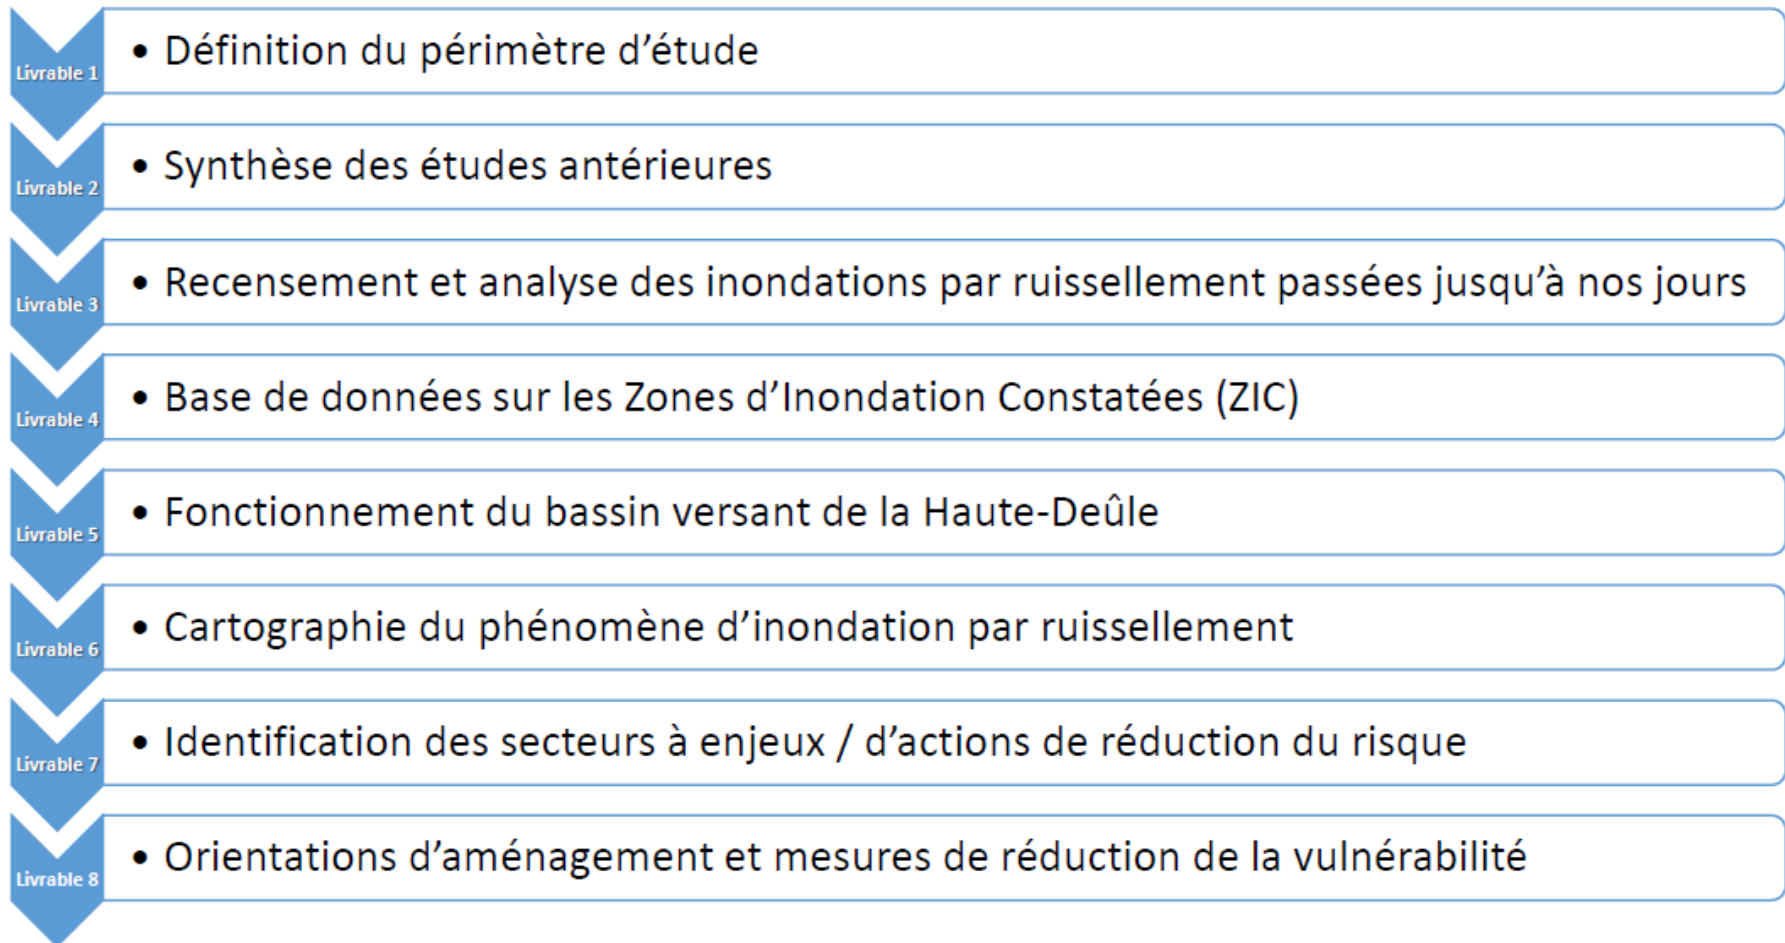 Livrable 1
• Définition du périmètre d’étude
Livrable 2
• Synthèse des études antérieures
Livrable 3
• Recensement et analyse des inondations par ruissellement passées jusqu’à nos jours
Livrable 4
• Base de données sur les Zones d’Inondation Constatées (ZIC)
Livrable 5
• Fonctionnement du bassin versant de la Haute-Deûle
Livrable 6
• Cartographie du phénomène d’inondation par ruissellement
Livrable 7
• Identification des secteurs à enjeux / d’actions de réduction du risque
Livrable 8
• Orientations d’aménagement et mesures de réduction de la vulnérabilité